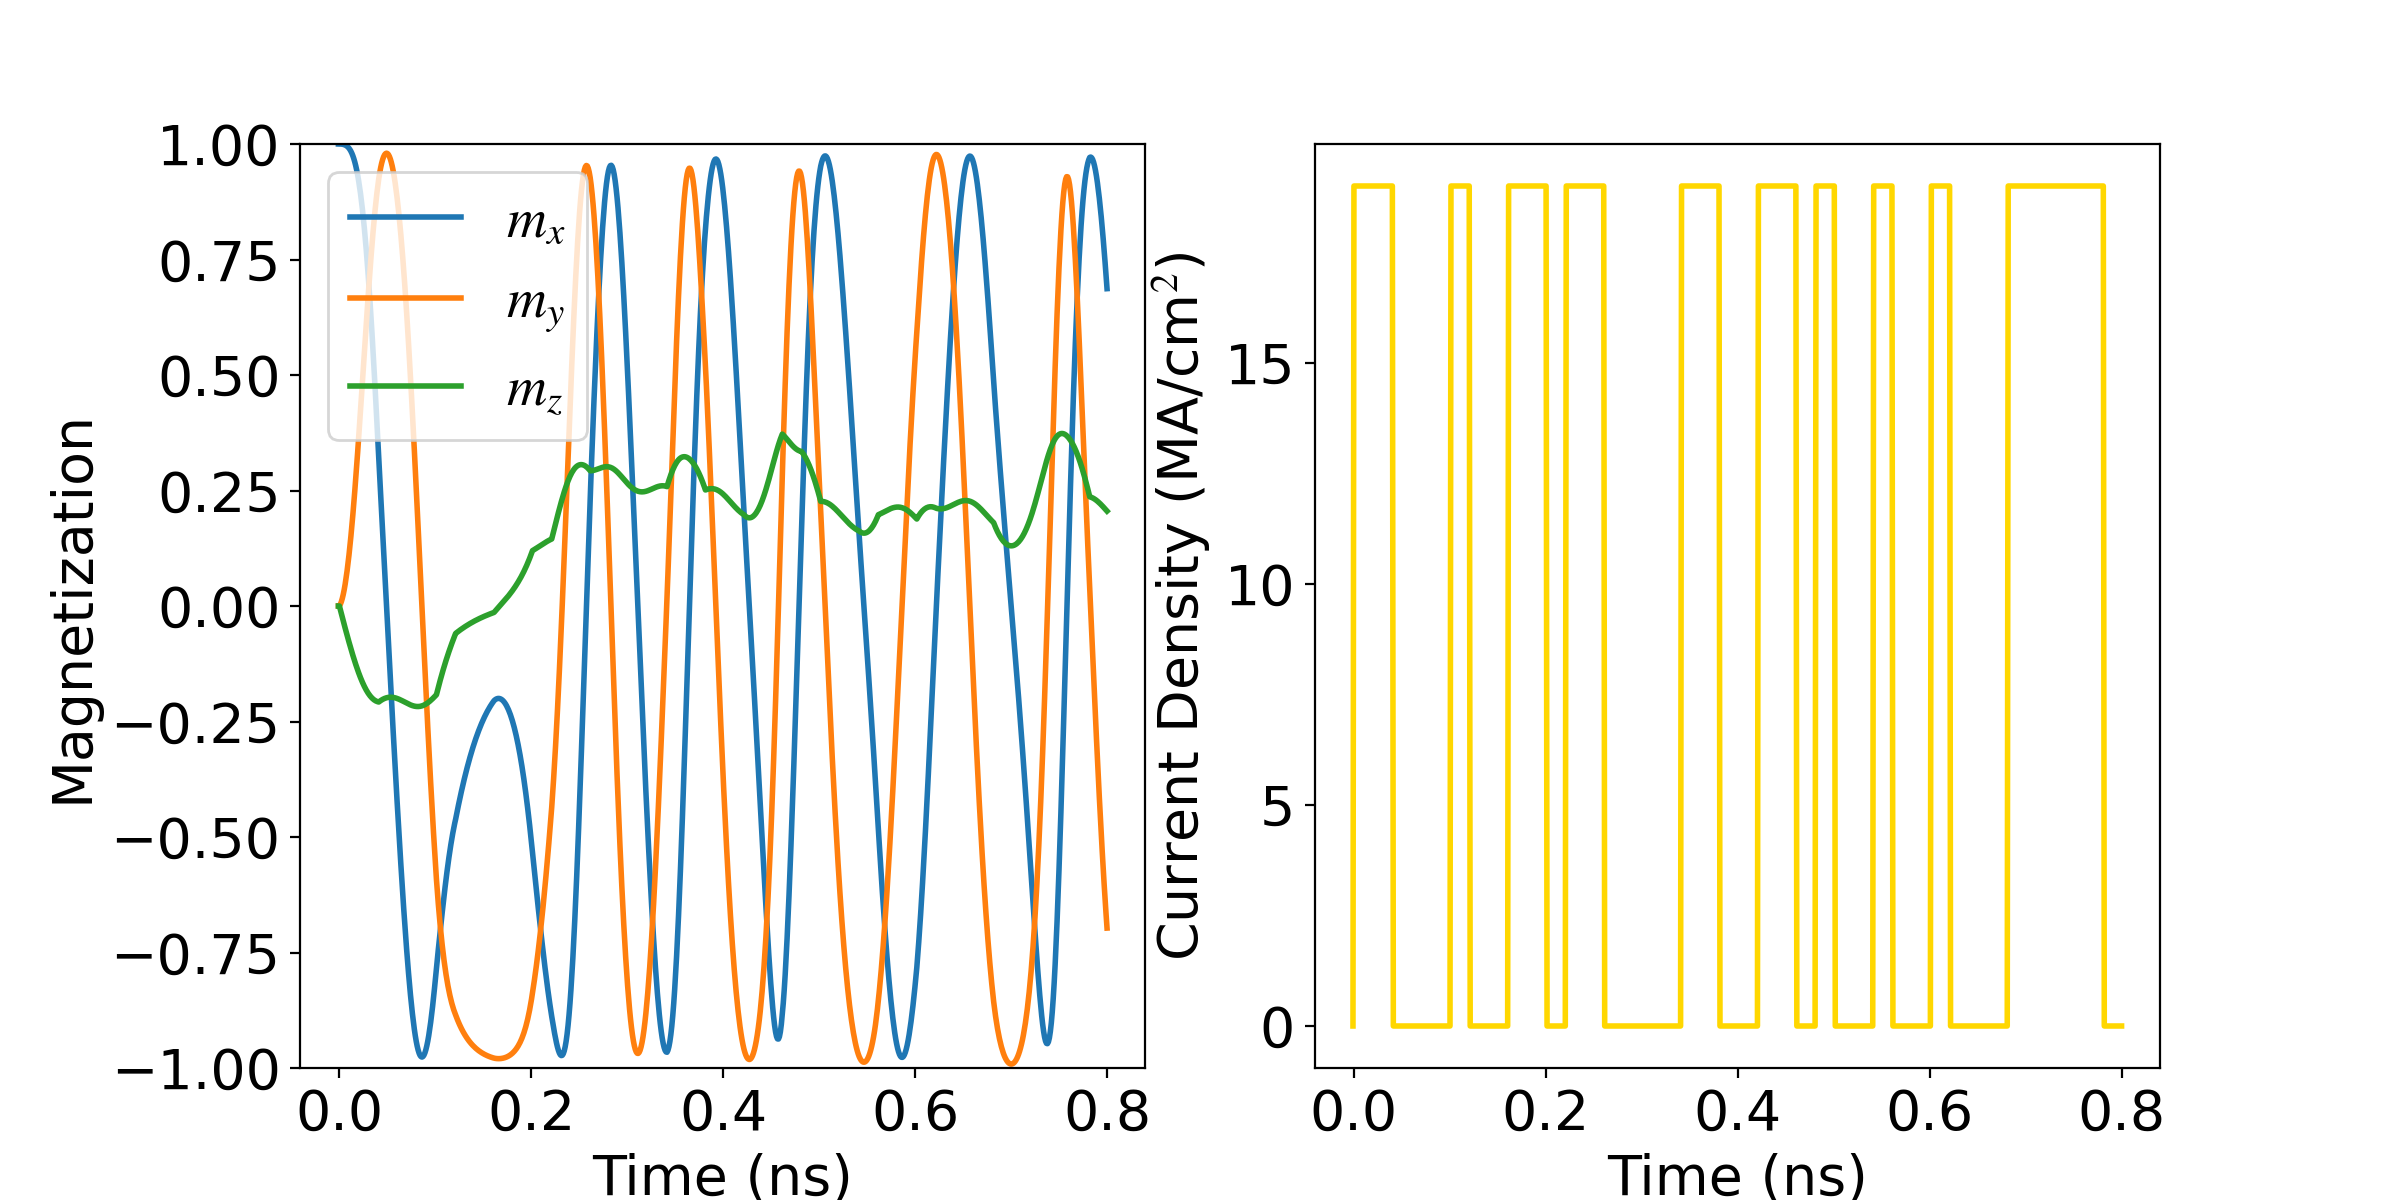 Magnetization
1.00
0.75
0.50
0.25
0.00
−0.25
−0.50
−0.75
−1.00
m_x
m_y
m_z
0.0 0.2 0.4 0.6 0.8
Time (ns)
Current Density (MA/cm²)
15
10
5
0
0.0 0.2 0.4 0.6 0.8
Time (ns)